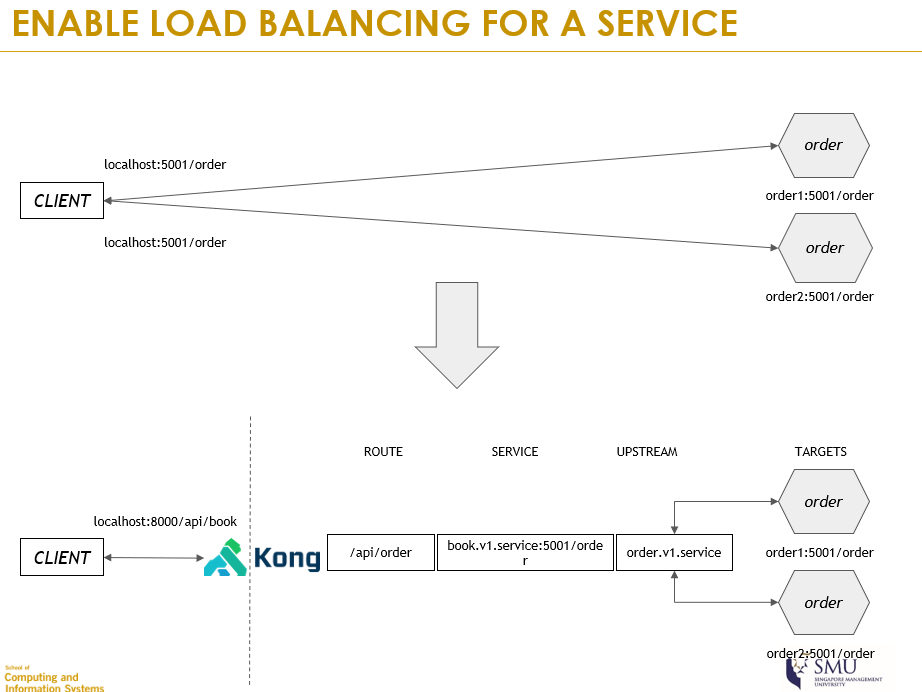 ENABLE LOAD BALANCING FOR A SERVICE
order
localhost:5001/order
CLIENT
order1:5001/order
localhost:5001/order
order
order2:5001/order
ROUTE
SERVICE
UPSTREAM
TARGETS
order
localhost:8000/api/book
CLIENT
Kong
/api/order
book.v1.service:5001/orde
r
order.v1.service
order1:5001/order
order
order2:5001/order
School of
Computing and
Information Systems
SMU
SINGAPORE MANAGEMENT
UNIVERSITY